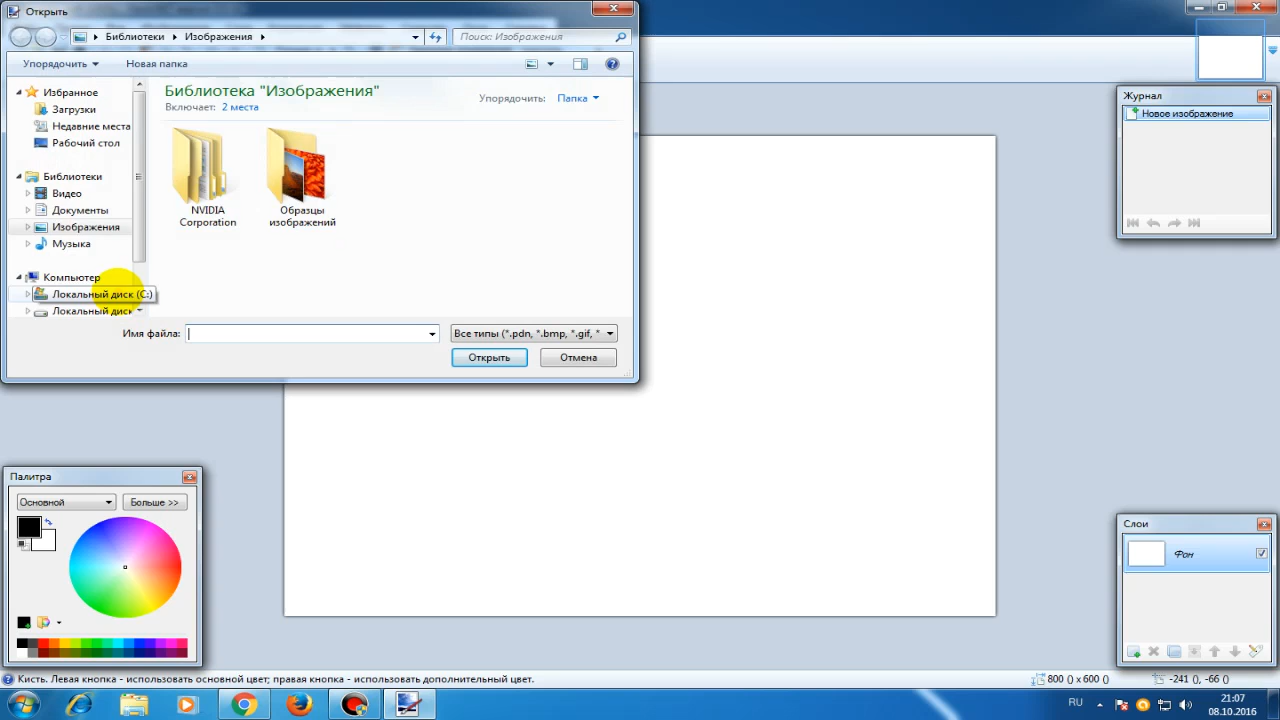 Открыть
Библиотеки
Изображения
Поиск: Изображения
Упорядочить
Новая папка
Избранное
Загрузки
Недавние места
Рабочий стол
Библиотеки
Видео
Документы
Изображения
Музыка
Компьютер
Локальный диск (C:)
Локальный диск
Библиотека "Изображения"
Включает: 2 места
Упорядочить: Папка
NVIDIA
Corporation
Образцы
изображений
Имя файла:
Все типы (*.pdn, *.bmp, *.gif, *
Открыть
Отмена
Журнал
Новое изображение
Палитра
Основной
Больше >>
Слои
Фон
Кисть. Левая кнопка - использовать основной цвет; правая кнопка - использовать дополнительный цвет.
800 () x 600 ()
-241 (), -66 ()
RU
21:07
08.10.2016